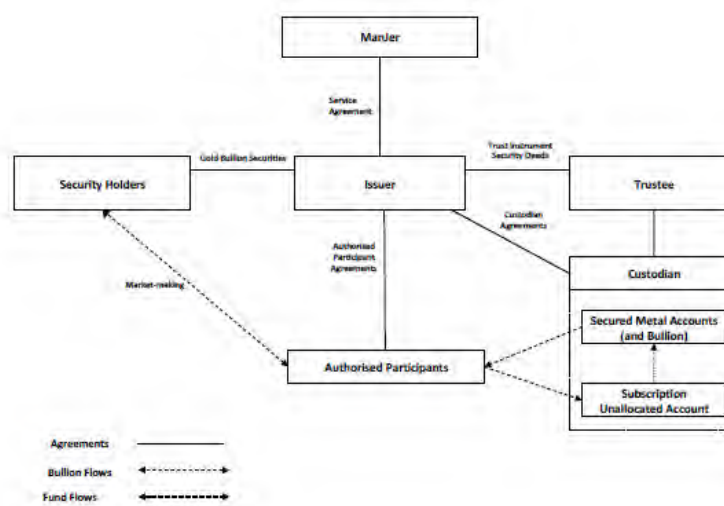 ManJer
Service
Agreement
Gold Bullion Securities
Trust Instrument
Security Deeds
Security Holders
Issuer
Trustee
Custodian
Agreements
Authorised
Participant
Agreements
Custodian
Market-making
Secured Metal Accounts
(and Bullion)
Authorised Participants
Subscription
Unallocated Account
Agreements
Bullion Flows
Fund Flows